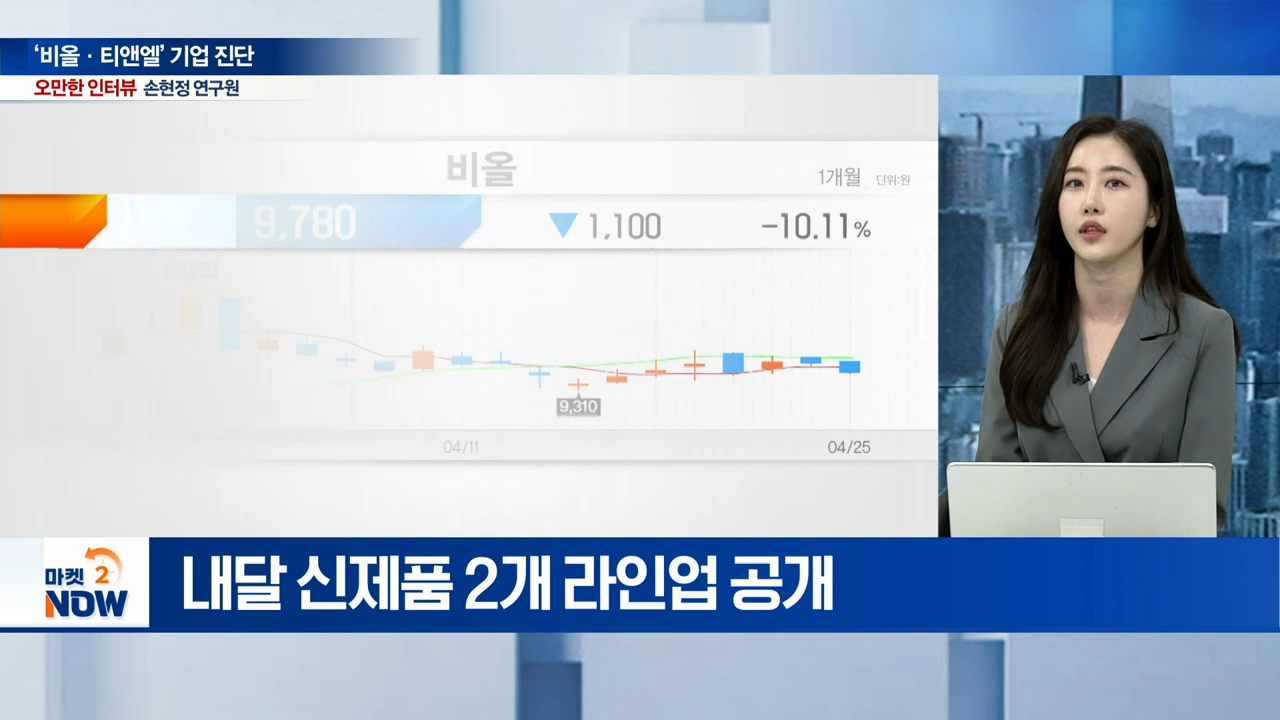 ‘비올 · 티앤엘’ 기업 진단
오만한 인터뷰 손현정 연구원
비올
1개월 단위:원
9,780 ▼ 1,100 -10.11%
9,310
04/11 04/25
마켓 2
NOW
내달 신제품 2개 라인업 공개